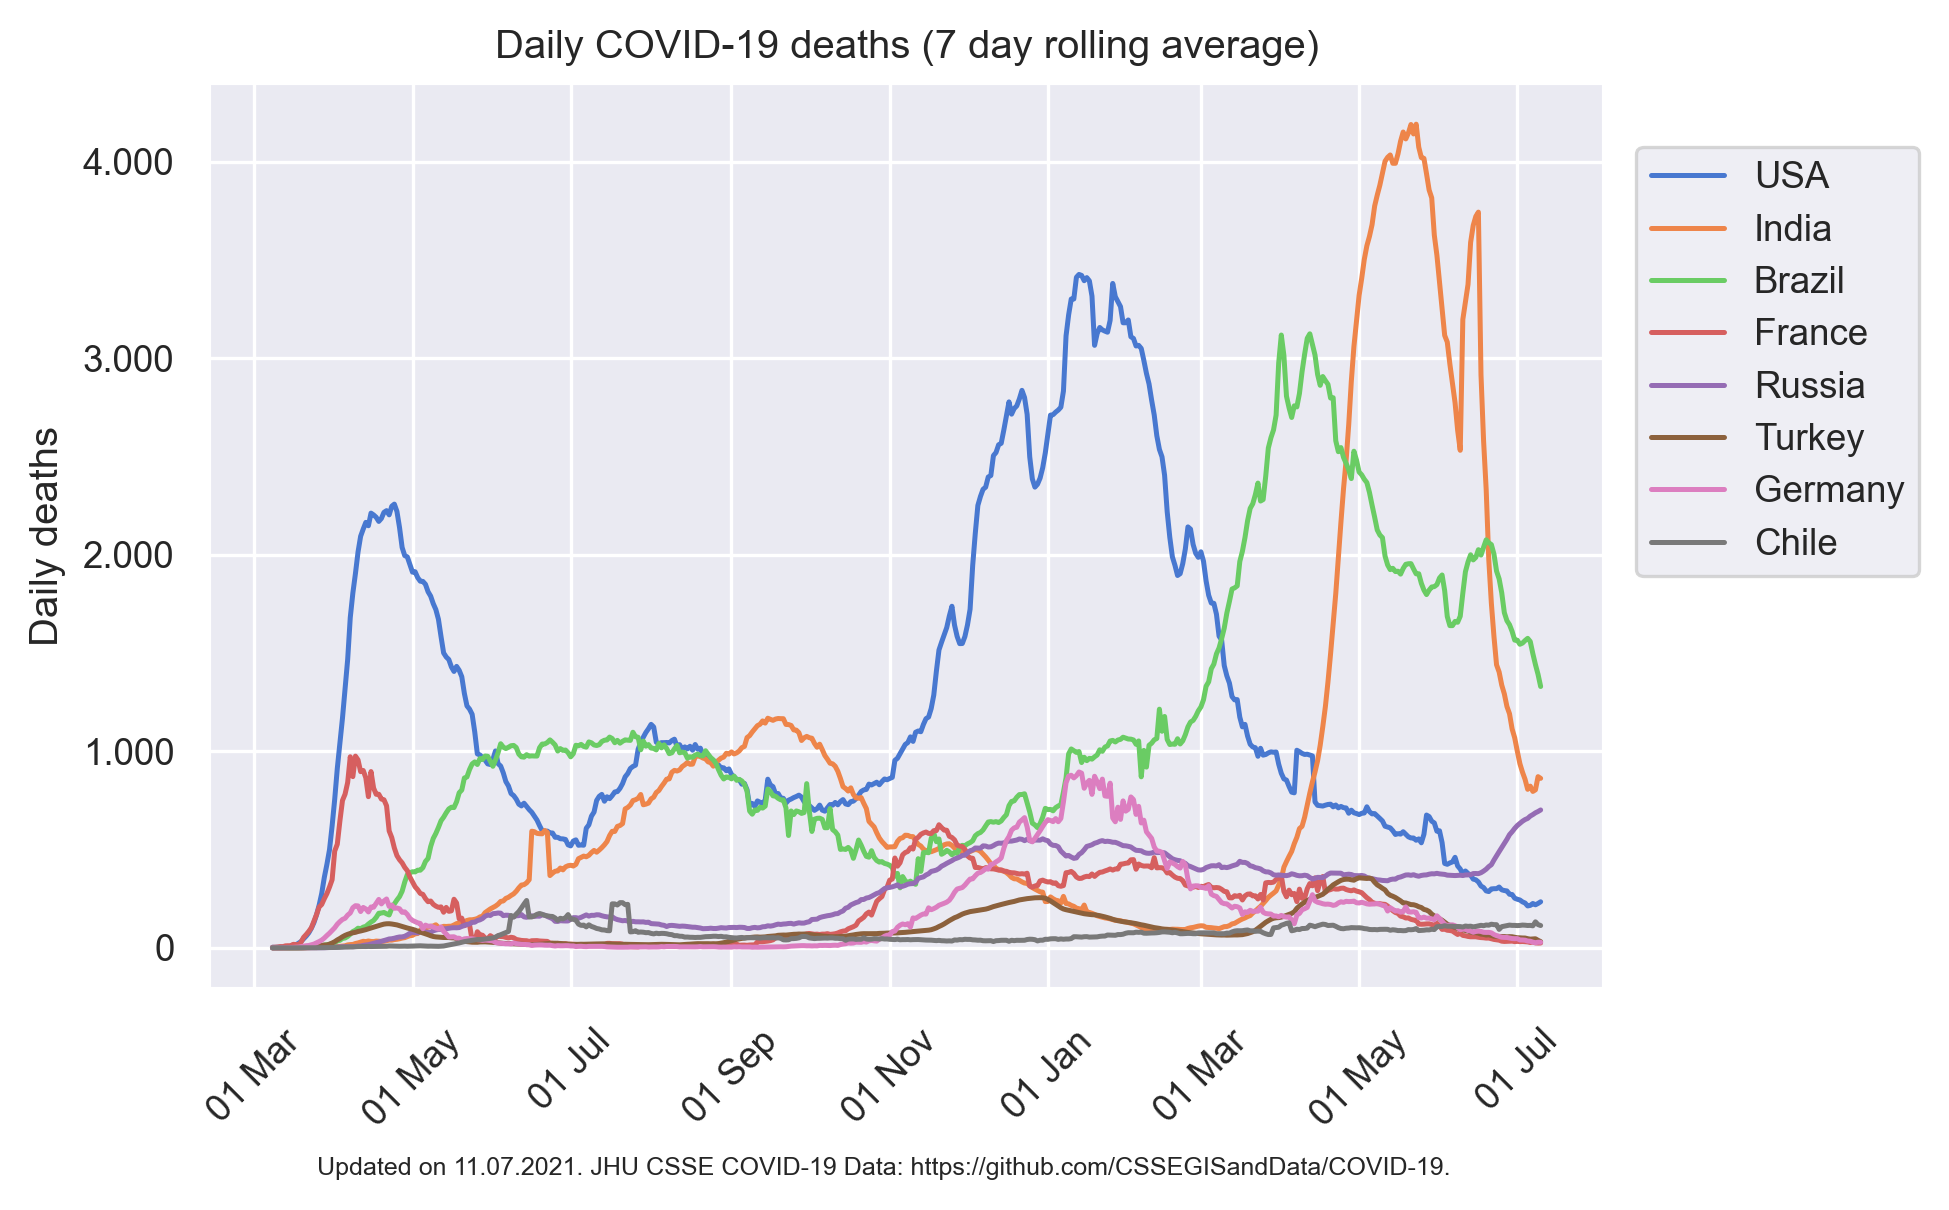 Daily COVID-19 deaths (7 day rolling average)
Daily deaths
4.000
3.000
2.000
1.000
0
USA
India
Brazil
France
Russia
Turkey
Germany
Chile
01 Mar
01 May
01 Jul
01 Sep
01 Nov
01 Jan
01 Mar
01 May
01 Jul
Updated on 11.07.2021. JHU CSSE COVID-19 Data: https://github.com/CSSEGISandData/COVID-19.